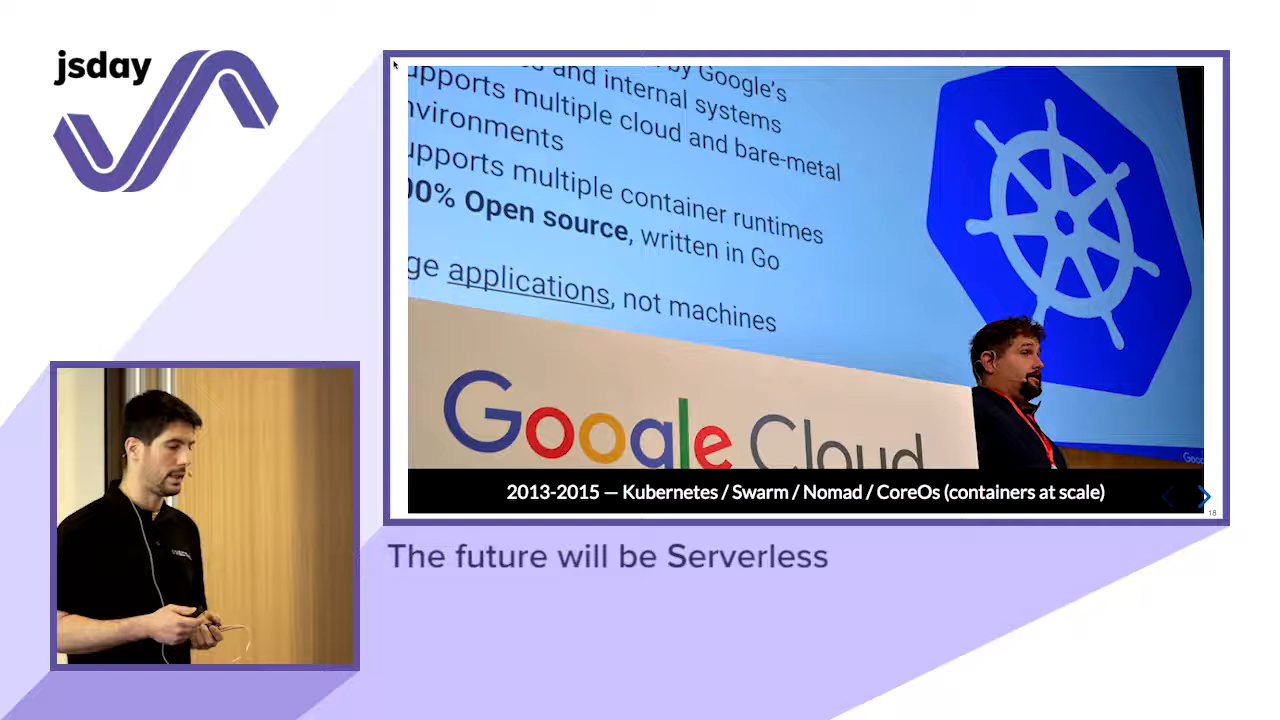 jsday
by Google's
and internal systems
upports multiple cloud and bare-metal
nvironments
upports multiple container runtimes
00% Open source, written in Go
ge applications, not machines
Google Cloud
2013-2015 — Kubernetes / Swarm / Nomad / CoreOs (containers at scale)
18
The future will be Serverless